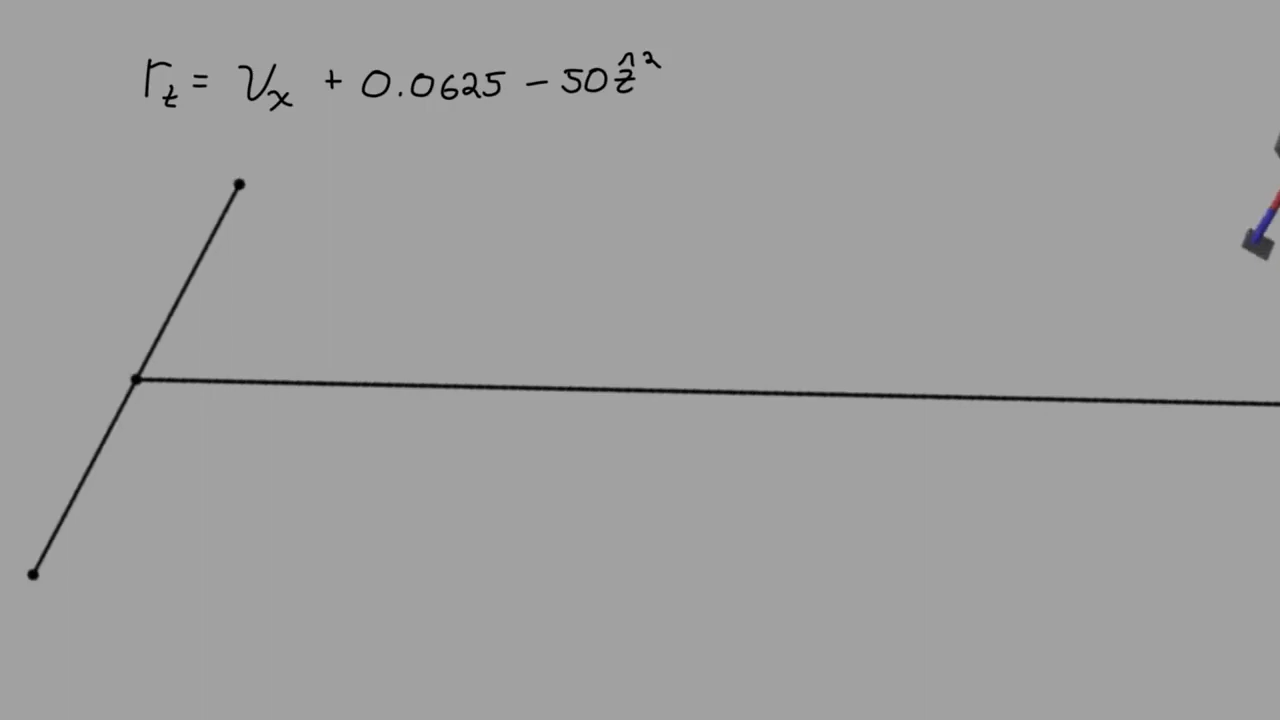 r_t = v_x + 0.0625 - 50ẑ²